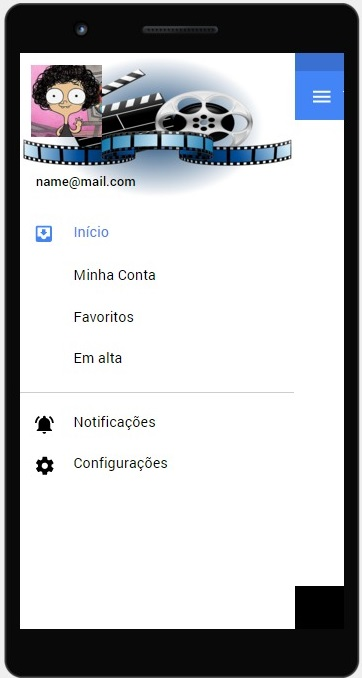 name@mail.com
Início
Minha Conta
Favoritos
Em alta
Notificações
Configurações